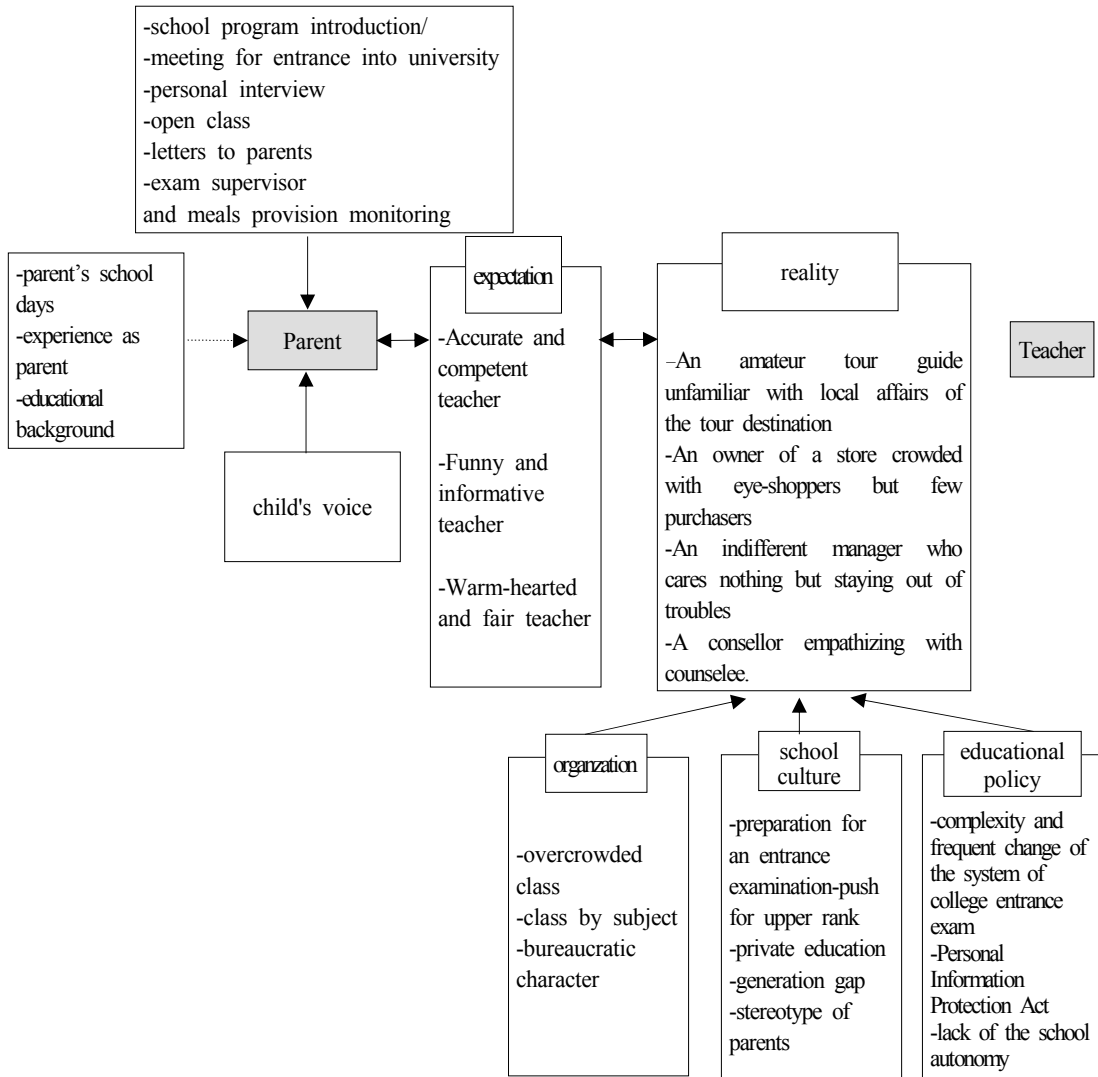 -school program introduction/
-meeting for entrance into university
-personal interview
-open class
-letters to parents
-exam supervisor
and meals provision monitoring
-parent's school
days
-experience as
parent
-educational
background
Parent
child's voice
expectation
-Accurate and
competent
teacher
-Funny and
informative
teacher
-Warm-hearted
and fair teacher
reality
-An amateur tour guide
unfamiliar with local affairs of
the tour destination
-An owner of a store crowded
with eye-shoppers but few
purchasers
-An indifferent manager who
cares nothing but staying out of
troubles
-A consellor empathizing with
counselee.
Teacher
organzation
-overcrowded
class
-class by subject
-bureaucratic
character
school
culture
-preparation for
an entrance
examination-push
for upper rank
-private education
-generation gap
-stereotype of
parents
educational
policy
-complexity and
frequent change of
the system of
college entrance
exam
-Personal
Information
Protection Act
-lack of the school
autonomy